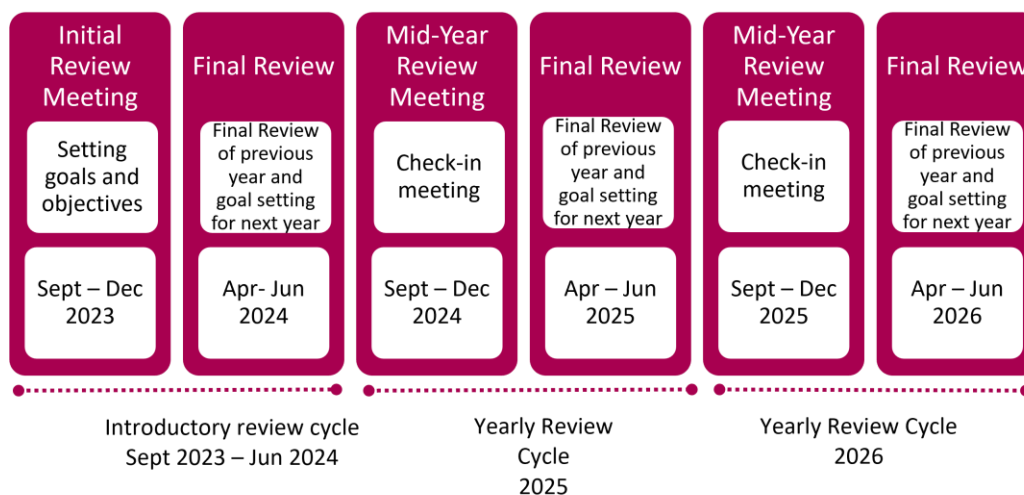 Initial
Review
Meeting
Setting
goals and
objectives
Sept – Dec
2023
Final Review
Final Review
of previous
year and
goal setting
for next year
Apr- Jun
2024
Mid-Year
Review
Meeting
Check-in
meeting
Sept – Dec
2024
Final Review
Final Review
of previous
year and
goal setting
for next year
Apr – Jun
2025
Mid-Year
Review
Meeting
Check-in
meeting
Sept – Dec
2025
Final Review
Final Review
of previous
year and
goal setting
for next year
Apr – Jun
2026
Introductory review cycle
Sept 2023 – Jun 2024
Yearly Review
Cycle
2025
Yearly Review Cycle
2026